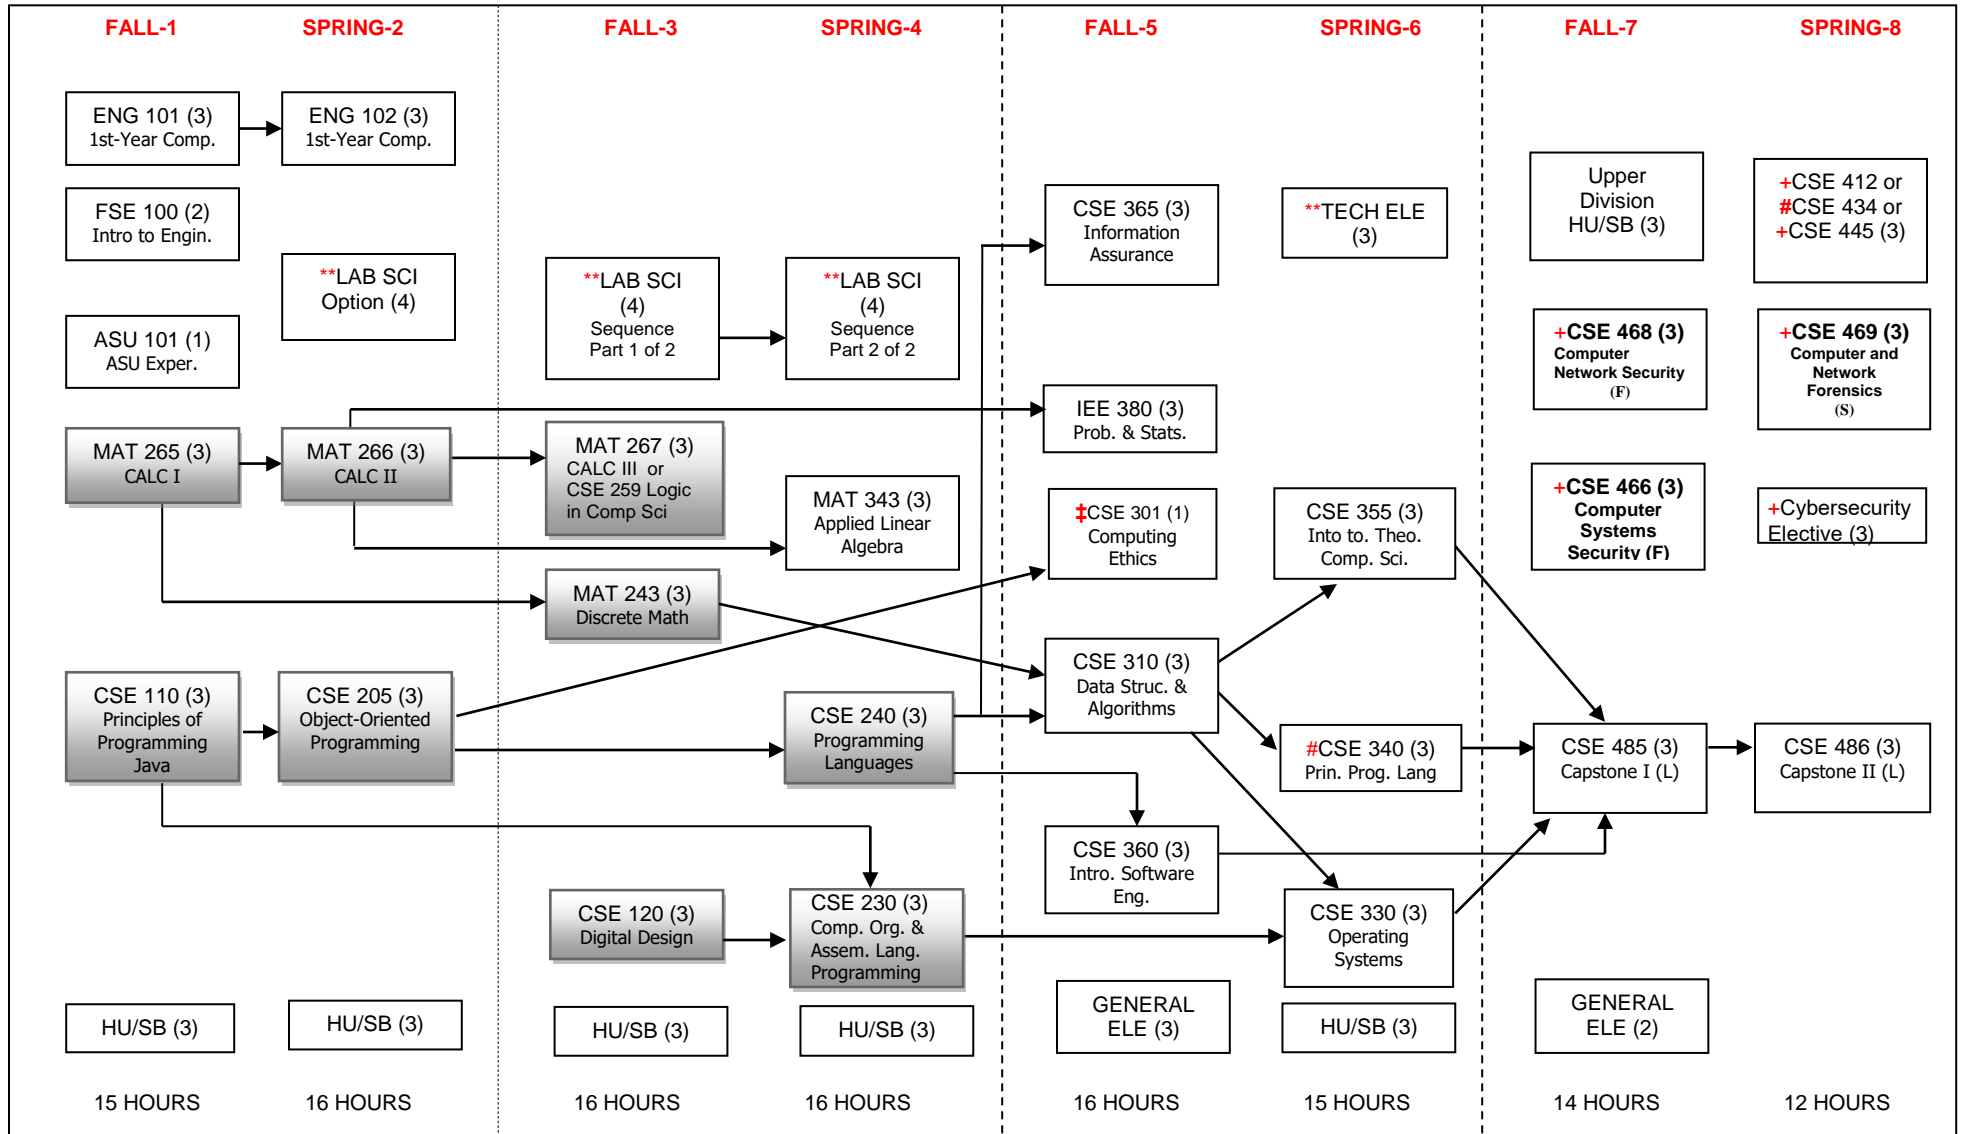 FALL-1
SPRING-2
FALL-3
SPRING-4
FALL-5
SPRING-6
FALL-7
SPRING-8
ENG 101 (3)
1st-Year Comp.
FSE 100 (2)
Intro to Engin.
ASU 101 (1)
ASU Exper.
MAT 265 (3)
CALC I
CSE 110 (3)
Principles of
Programming
Java
HU/SB (3)
15 HOURS
ENG 102 (3)
1st-Year Comp.
**LAB SCI
Option (4)
MAT 266 (3)
CALC II
CSE 205 (3)
Object-Oriented
Programming
HU/SB (3)
16 HOURS
**LAB SCI
(4)
Sequence
Part 1 of 2
MAT 267 (3)
CALC III or
CSE 259 Logic
in Comp Sci
MAT 243 (3)
Discrete Math
CSE 120 (3)
Digital Design
HU/SB (3)
16 HOURS
**LAB SCI
(4)
Sequence
Part 2 of 2
MAT 343 (3)
Applied Linear
Algebra
CSE 240 (3)
Programming
Languages
CSE 230 (3)
Comp. Org. &
Assem. Lang.
Programming
HU/SB (3)
16 HOURS
CSE 365 (3)
Information
Assurance
IEE 380 (3)
Prob. & Stats.
‡CSE 301 (1)
Computing
Ethics
CSE 310 (3)
Data Struc. &
Algorithms
CSE 360 (3)
Intro. Software
Eng.
GENERAL
ELE (3)
16 HOURS
**TECH ELE
(3)
CSE 355 (3)
Into to. Theo.
Comp. Sci.
#CSE 340 (3)
Prin. Prog. Lang
CSE 330 (3)
Operating
Systems
HU/SB (3)
15 HOURS
Upper
Division
HU/SB (3)
+CSE 468 (3)
Computer
Network Security
(F)
+CSE 466 (3)
Computer
Systems
Security (F)
CSE 485 (3)
Capstone I (L)
GENERAL
ELE (2)
14 HOURS
+CSE 412 or
#CSE 434 or
+CSE 445 (3)
+CSE 469 (3)
Computer and
Network
Forensics
(S)
+Cybersecurity
Elective (3)
CSE 486 (3)
Capstone II (L)
12 HOURS